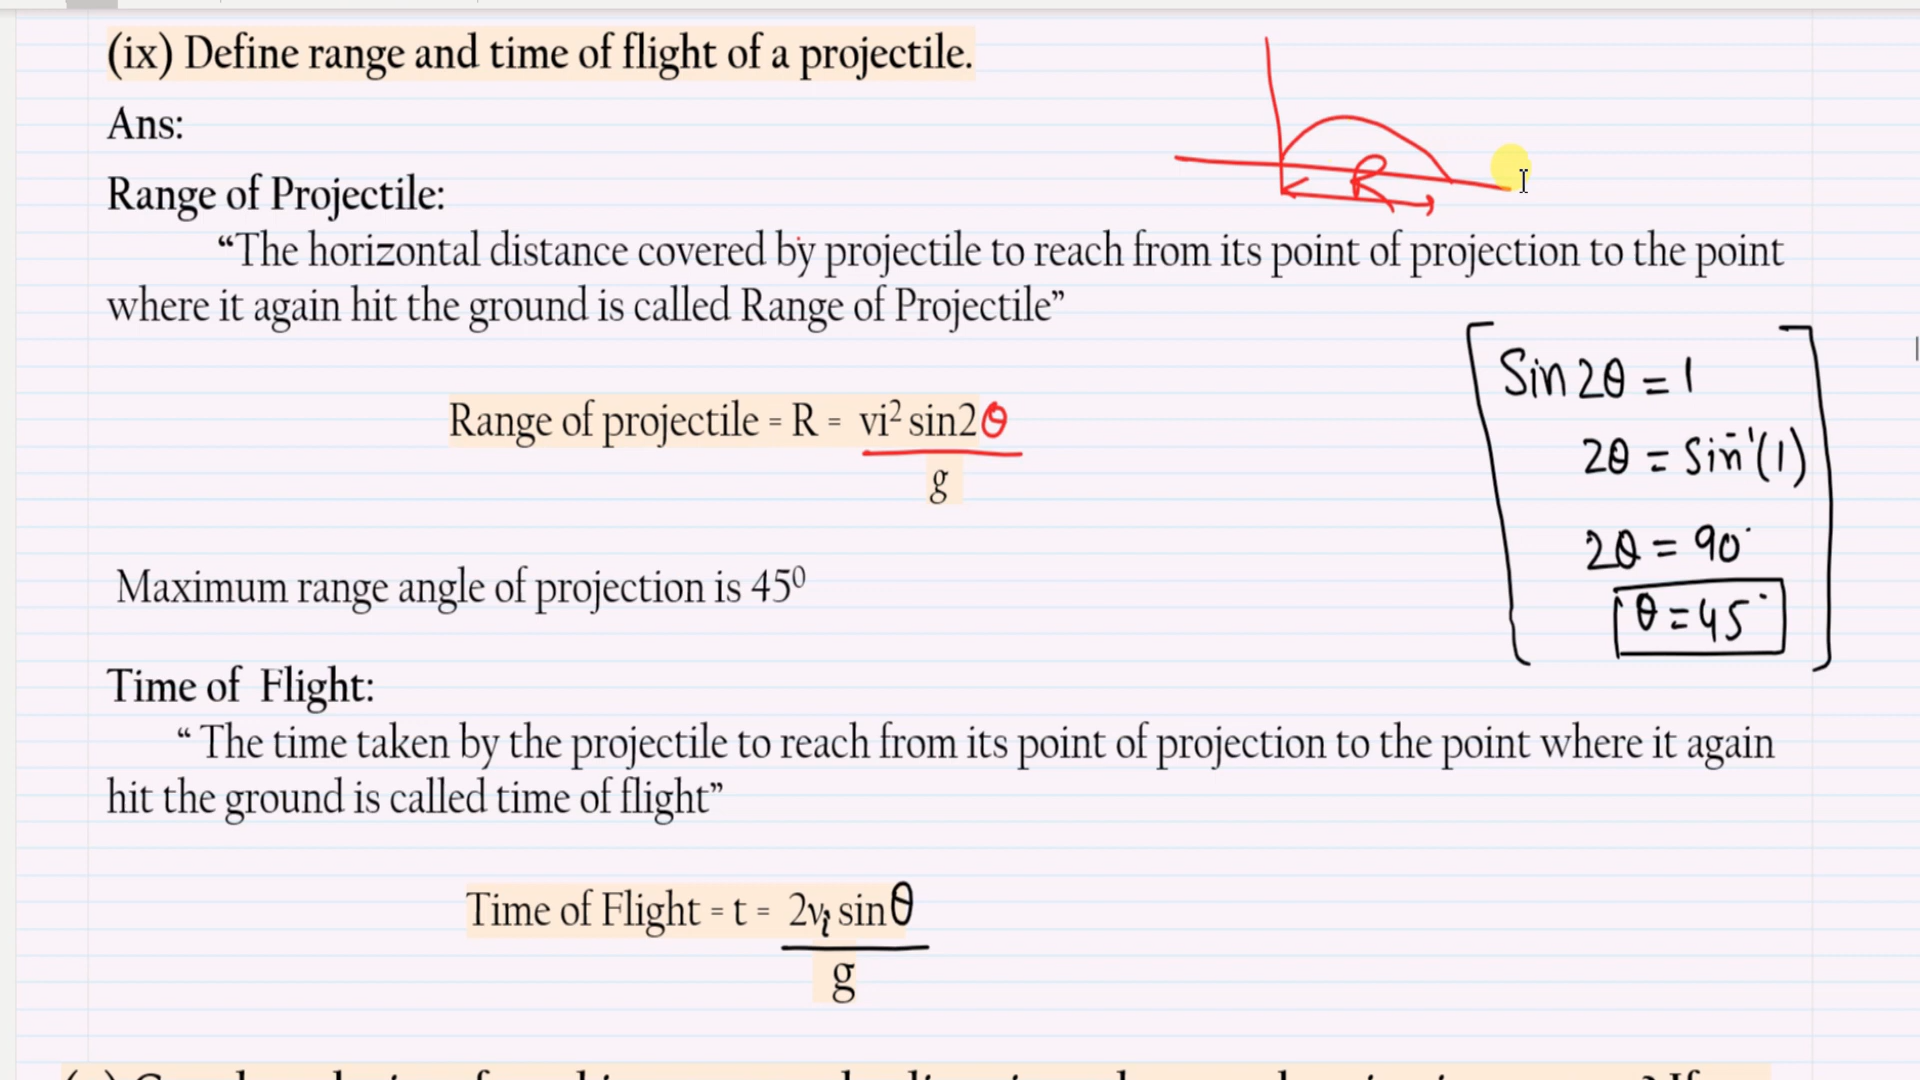 (ix) Define range and time of flight of a projectile.
Ans:
R
Range of Projectile:
“The horizontal distance covered by projectile to reach from its point of projection to the point
where it again hit the ground is called Range of Projectile”
Sin 2θ = 1
Range of projectile = R = vi² sin2θ
g
2θ = Sin⁻¹(1)
2θ = 90°
θ = 45°
Maximum range angle of projection is 45⁰
Time of Flight:
“ The time taken by the projectile to reach from its point of projection to the point where it again
hit the ground is called time of flight”
Time of Flight = t = 2vᵢ sinθ
g